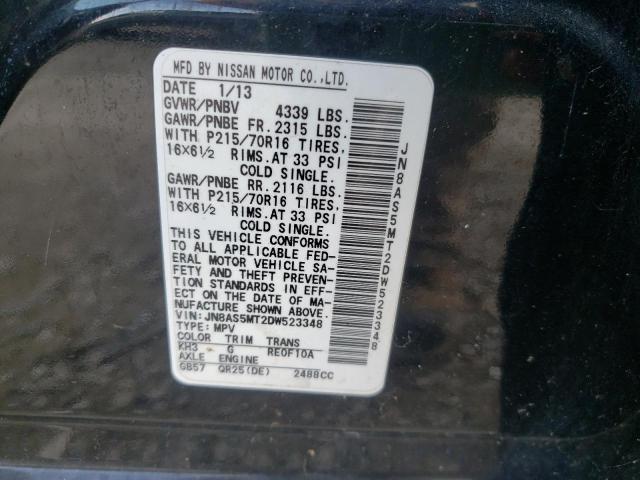 MFD BY NISSAN MOTOR CO.,LTD.
DATE 1/13
GVWR/PNBV 4339 LBS.
GAWR/PNBE FR. 2315 LBS.
WITH P215/70R16 TIRES,
16X6½ RIMS.AT 33 PSI
COLD SINGLE.
GAWR/PNBE RR. 2116 LBS.
WITH P215/70R16 TIRES,
16X6½ RIMS.AT 33 PSI
COLD SINGLE.
THIS VEHICLE CONFORMS
TO ALL APPLICABLE FED-
ERAL MOTOR VEHICLE SA-
FETY AND THEFT PREVEN-
TION STANDARDS IN EFF-
ECT ON THE DATE OF MA-
NUFACTURE SHOWN ABOVE.
VIN:JN8AS5MT2DW523348
TYPE: MPV
COLOR TRIM TRANS
KH3 G RE0F10A
AXLE ENGINE
GB57 QR25(DE) 2488CC
JN8AS5MT2DW523348